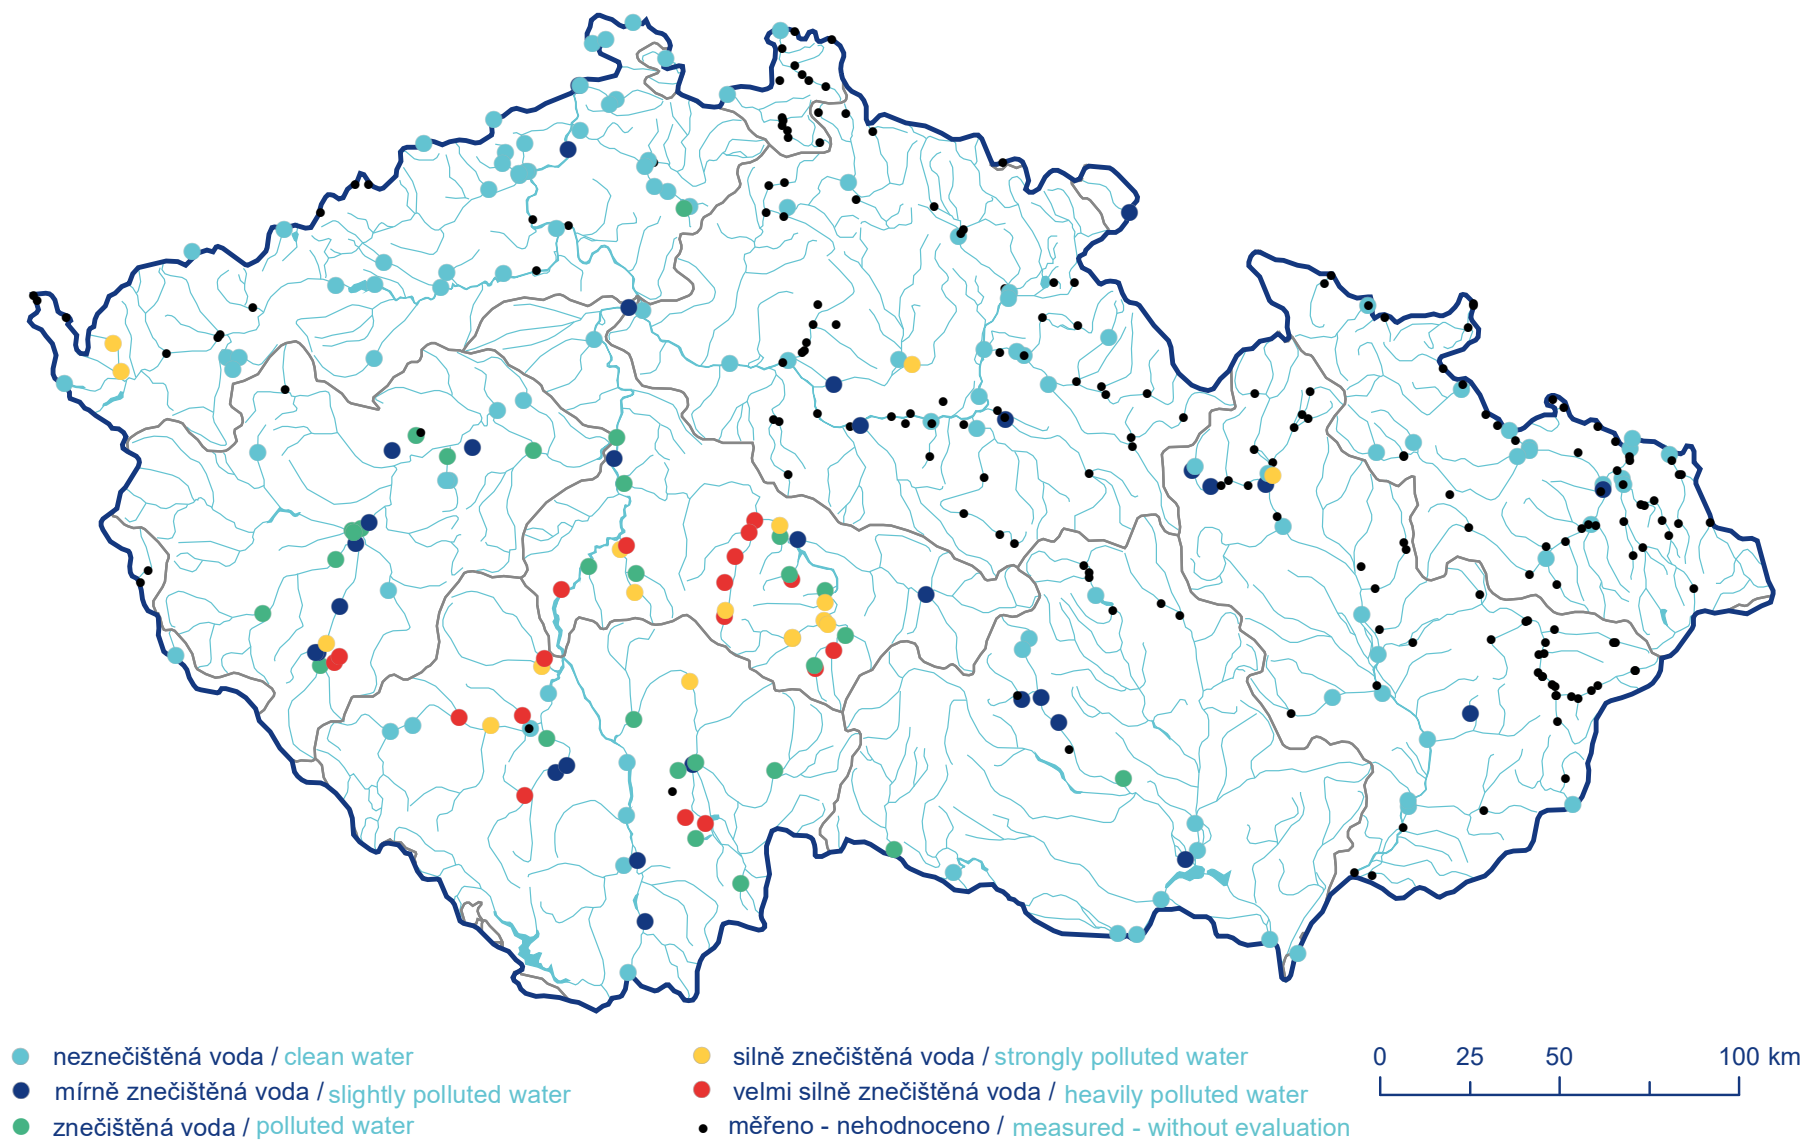 neznečištěná voda / clean water
mírně znečištěná voda / slightly polluted water
znečištěná voda / polluted water
silně znečištěná voda / strongly polluted water
velmi silně znečištěná voda / heavily polluted water
měřeno - nehodnoceno / measured - without evaluation
0 25 50 100 km